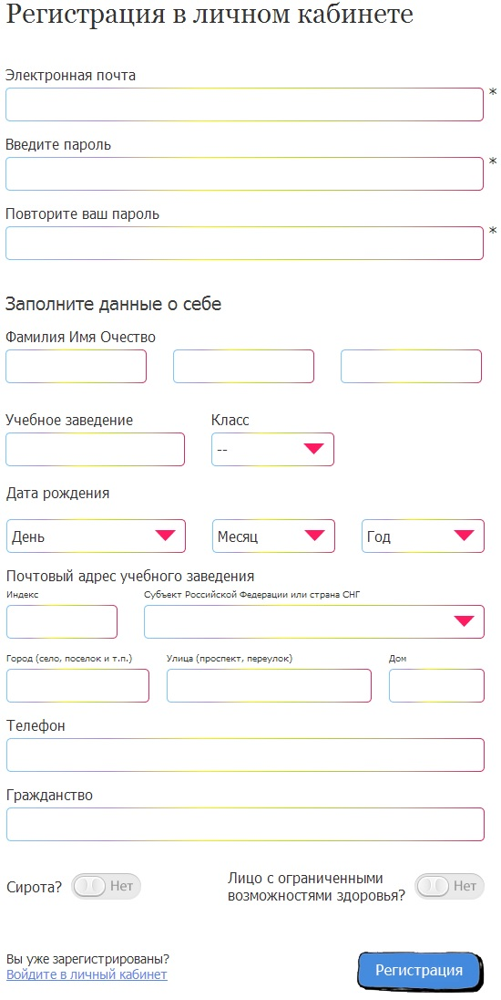 Регистрация в личном кабинете
Электронная почта
*
Введите пароль
*
Повторите ваш пароль
*
Заполните данные о себе
Фамилия Имя Очество
Учебное заведение Класс
--
Дата рождения
День Месяц Год
Почтовый адрес учебного заведения
Индекс Субъект Российской Федерации или страна СНГ
Город (село, поселок и т.п.) Улица (проспект, переулок) Дом
Телефон
Гражданство
Сирота? Нет
Лицо с ограниченными
возможностями здоровья? Нет
Вы уже зарегистрированы?
Войдите в личный кабинет
Регистрация